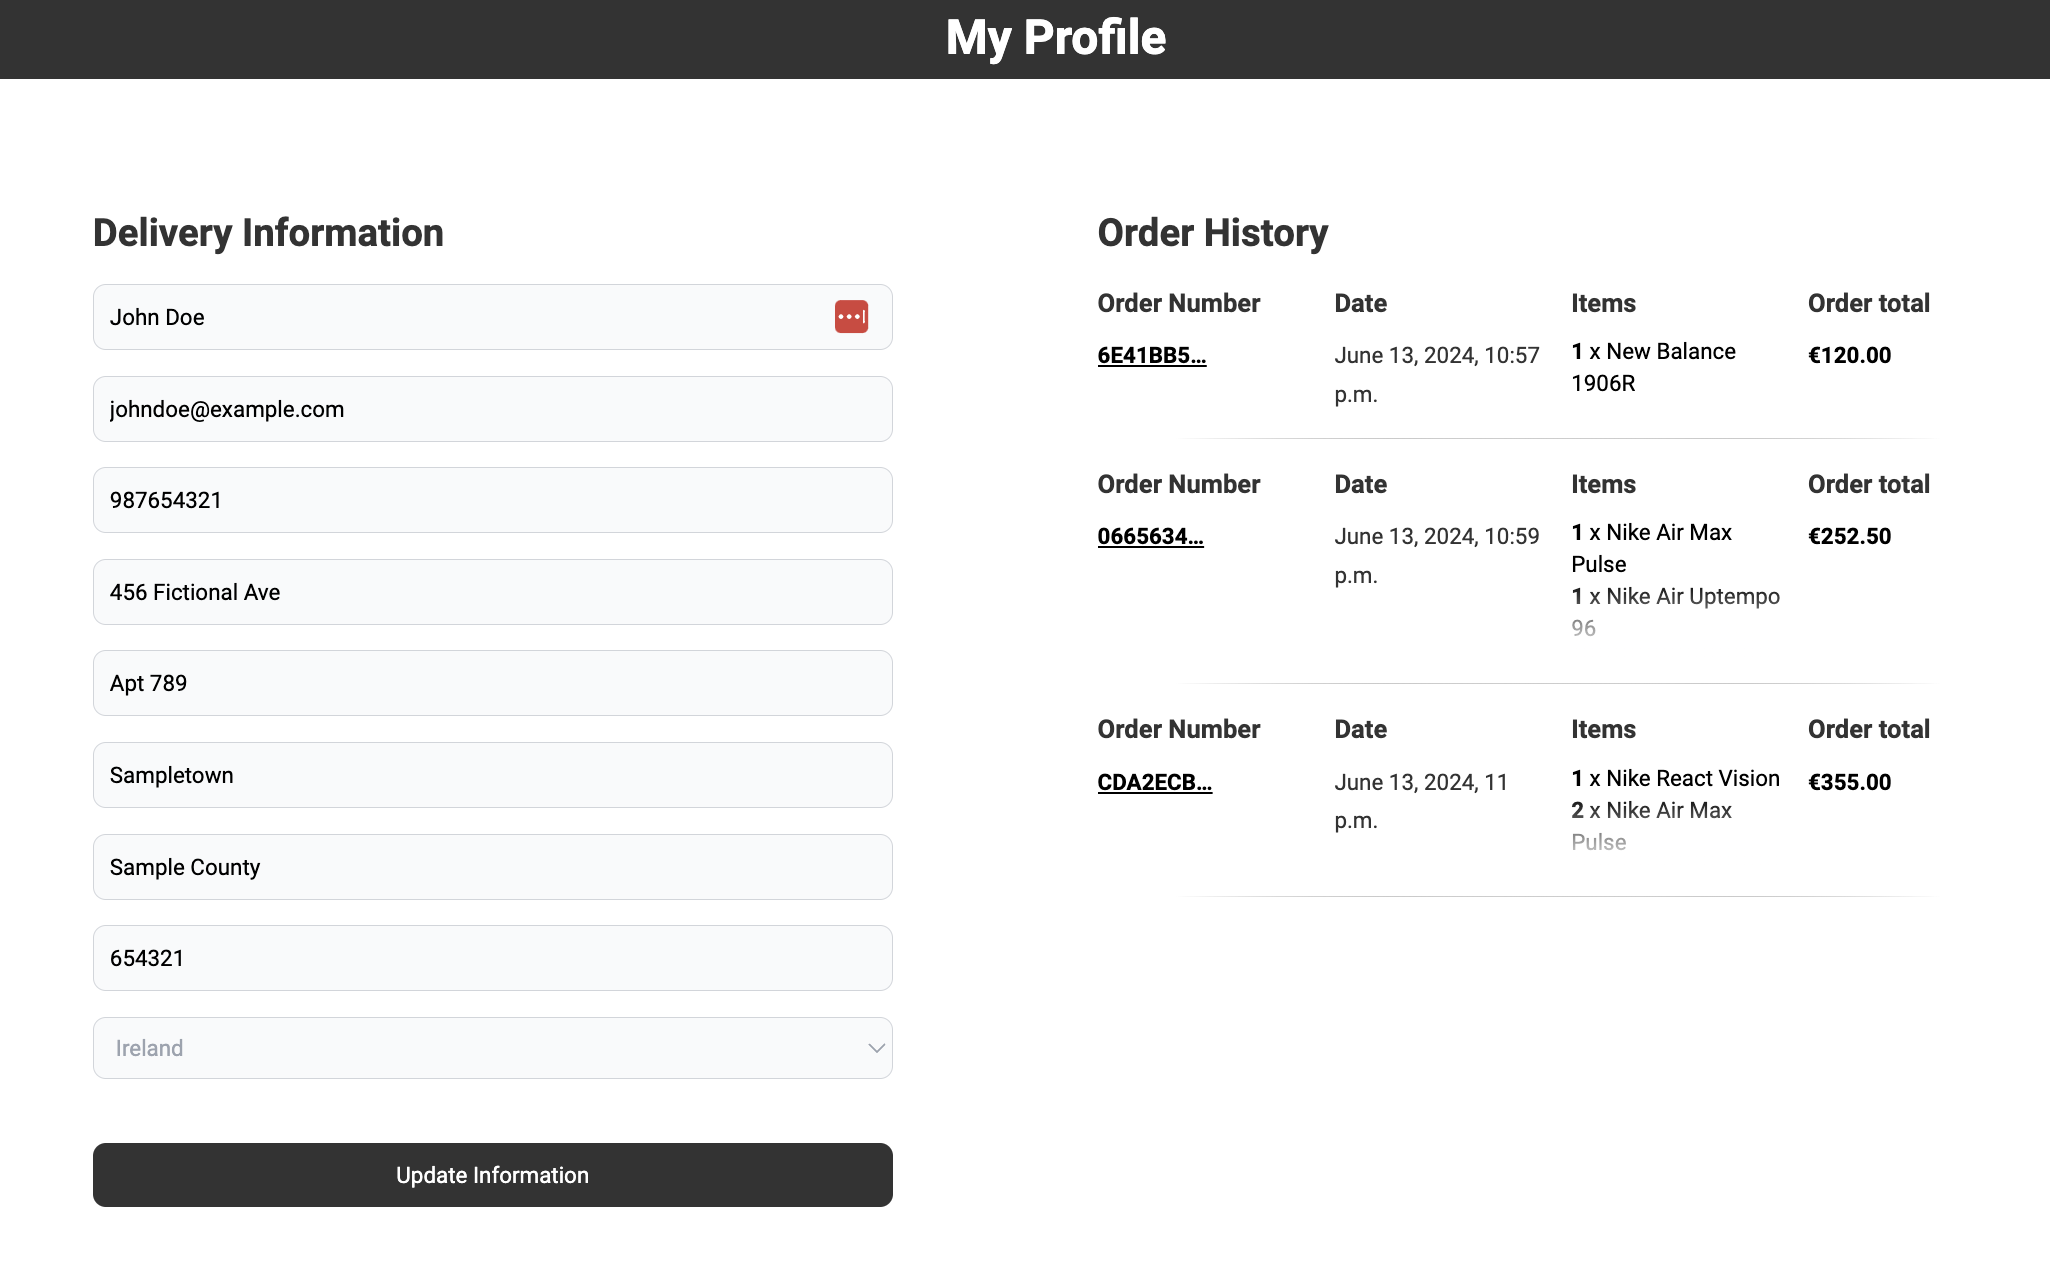 My Profile
Delivery Information
John Doe
johndoe@example.com
987654321
456 Fictional Ave
Apt 789
Sampletown
Sample County
654321
Ireland
Update Information
Order History
Order Number Date Items Order total
6E41BB5... June 13, 2024, 10:57 1 x New Balance €120.00
p.m. 1906R
Order Number Date Items Order total
0665634... June 13, 2024, 10:59 1 x Nike Air Max €252.50
p.m. Pulse
1 x Nike Air Uptempo
96
Order Number Date Items Order total
CDA2ECB... June 13, 2024, 11 1 x Nike React Vision €355.00
p.m. 2 x Nike Air Max
Pulse